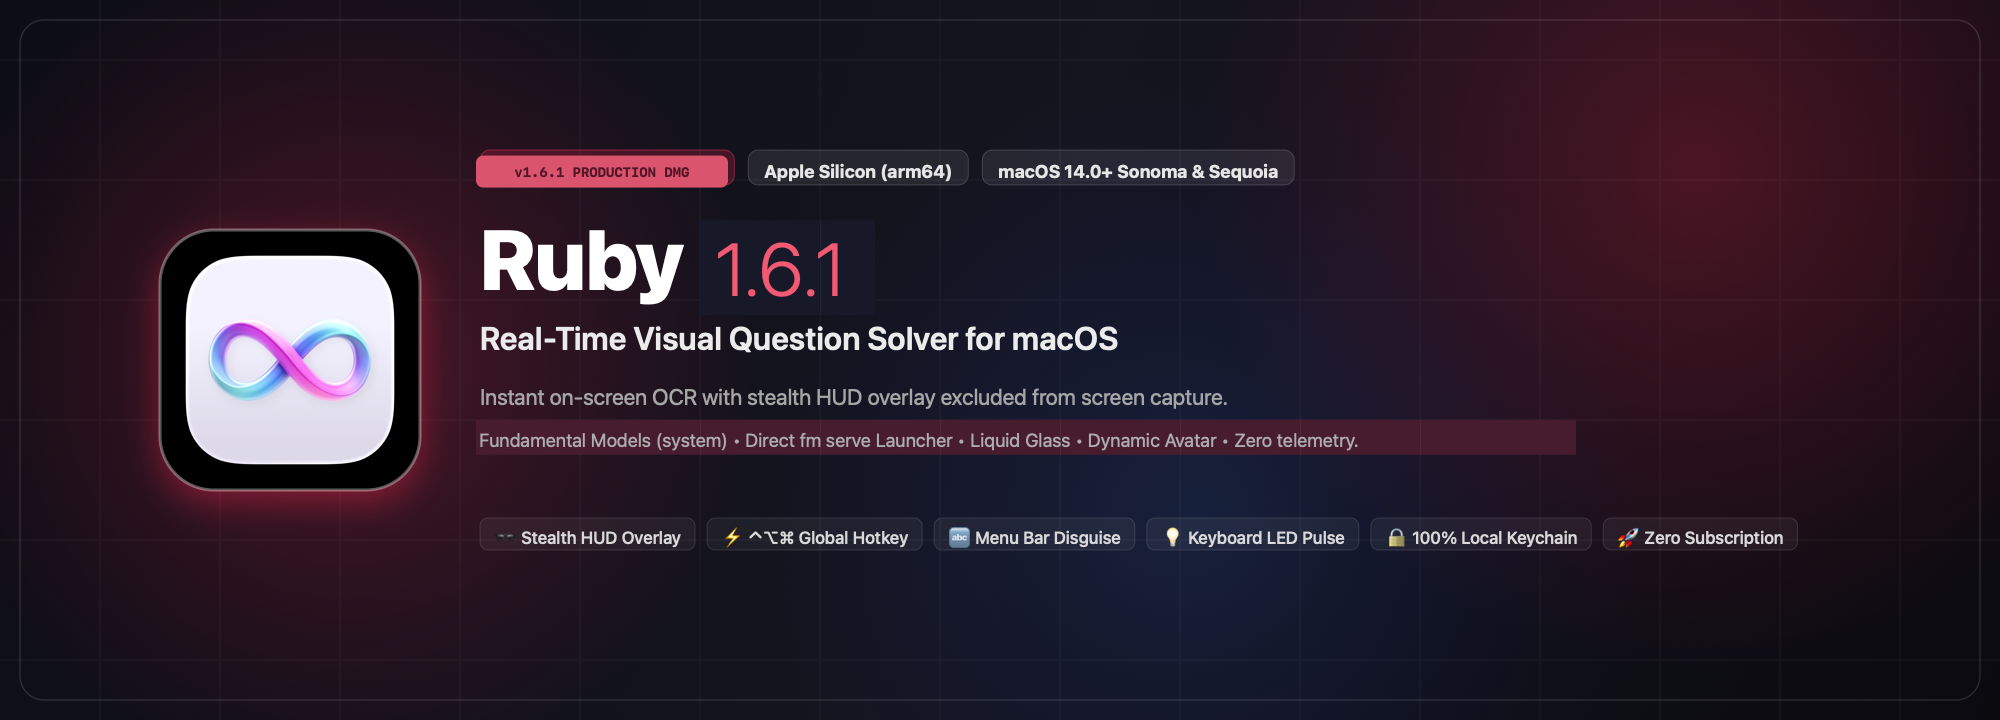 v1.6.1 PRODUCTION DMG
Apple Silicon (arm64)
macOS 14.0+ Sonoma & Sequoia
Ruby 1.6.1
Real-Time Visual Question Solver for macOS
Instant on-screen OCR with stealth HUD overlay excluded from screen capture.
Fundamental Models (system) • Direct fm serve Launcher • Liquid Glass • Dynamic Avatar • Zero telemetry.
🕶️ Stealth HUD Overlay
⚡ ^⌥⌘ Global Hotkey
🔤 Menu Bar Disguise
💡 Keyboard LED Pulse
🔒 100% Local Keychain
🚀 Zero Subscription